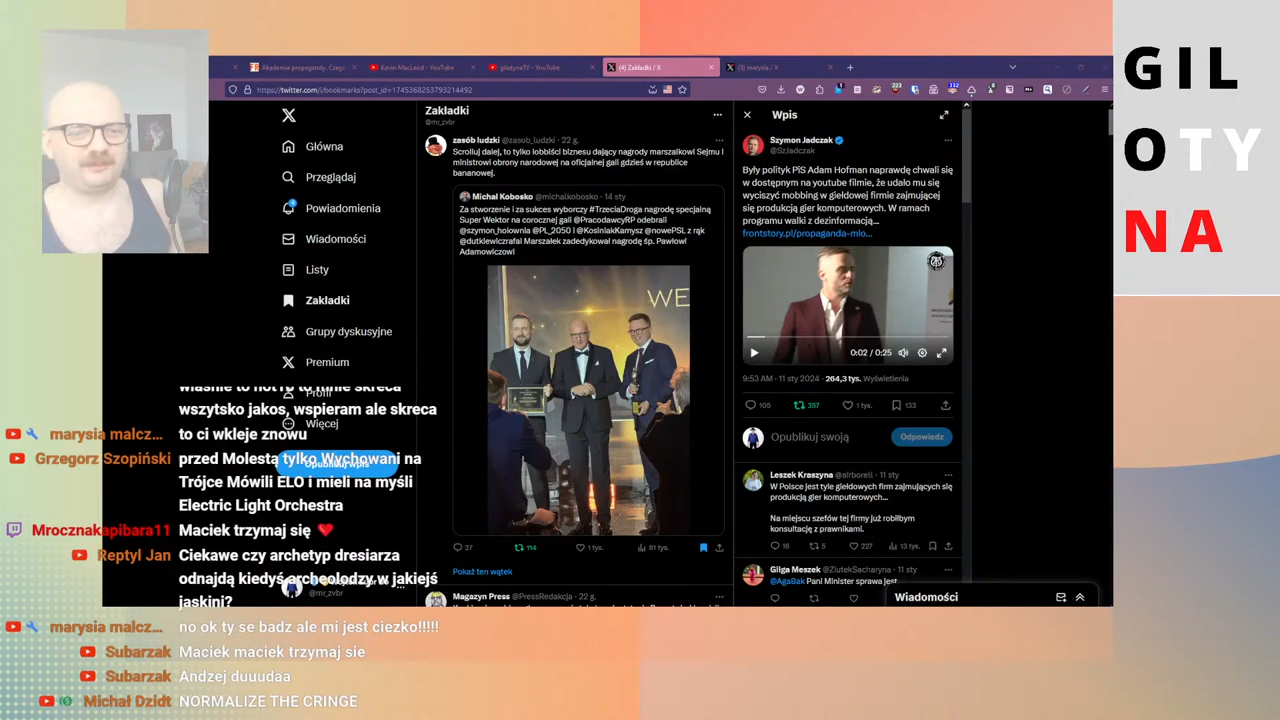 GIL
OTY
NA
Akademia propagandy. Czego
Kevin MacLeod - YouTube
gilotynaTV - YouTube
(4) Zakładki / X
(3) marysia / X
https://twitter.com/i/bookmarks?post_id=1745368253793214492
Główna
Przeglądaj
Powiadomienia
Wiadomości
Listy
Zakładki
Grupy dyskusyjne
Premium
Profil
Więcej
@mr_zvbr
Zakładki
@mr_zvbr
zasób ludzki @zasob_ludzki · 22 g.
Scrolluj dalej, to tylko lobbiści biznesu dający nagrody marszałkowi Sejmu i
ministrowi obrony narodowej na oficjalnej gali gdzieś w republice
bananowej.
Michał Kobosko @michalkobosko · 14 sty
Za stworzenie i za sukces wyborczy #TrzeciaDroga nagrodę specjalną
Super Wektor na corocznej gali @PracodawcyRP odebrali
@szymon_holownia @PL_2050 i @KosiniakKamysz @nowePSL z rąk
@dutkiewiczrafal Marszałek zadedykował nagrodę śp. Pawłowi
Adamowiczowi
WE
27
114
1 tys.
81 tys.
Pokaż ten wątek
Magazyn Press @PressRedakcja · 22 g.
Wpis
Szymon Jadczak
@SzJadczak
Były polityk PiS Adam Hofman naprawdę chwali się
w dostępnym na youtube filmie, że udało mu się
wyciszyć mobbing w giełdowej firmie zajmującej
się produkcją gier komputerowych. W ramach
programu walki z dezinformacją...
frontstory.pl/propaganda-mlo...
0:02 / 0:25
9:53 AM · 11 sty 2024 · 264,3 tys. Wyświetlenia
105
357
1 tys.
133
Opublikuj swoją
Odpowiedz
Leszek Kraszyna @airborell · 11 sty
W Polsce jest tyle giełdowych firm zajmujących się
produkcją gier komputerowych...
Na miejscu szefów tej firmy już robiłbym
konsultację z prawnikami.
16
5
227
13 tys.
Gilga Meszek @ZlutekSacharyna · 11 sty
@AgaBak Pani Minister sprawa jest
Wiadomości
wszytsko jakos, wspieram ale skreca
marysia malcz... to ci wkleje znowu
Grzegorz Szopiński przed Molestą tylko Wychowani na
Trójce Mówili ELO i mieli na myśli
Electric Light Orchestra
Mrocznakapibara11 Maciek trzymaj się ❤
Reptyl Jan Ciekawe czy archetyp dresiarza
odnajdą kiedyś archeolodzy w jakiejś
jaskini?
marysia malcz... no ok ty se badz ale mi jest ciezko!!!!!
Subarzak Maciek maciek trzymaj sie
Subarzak Andzej duuudaa
Michał Dzidt NORMALIZE THE CRINGE